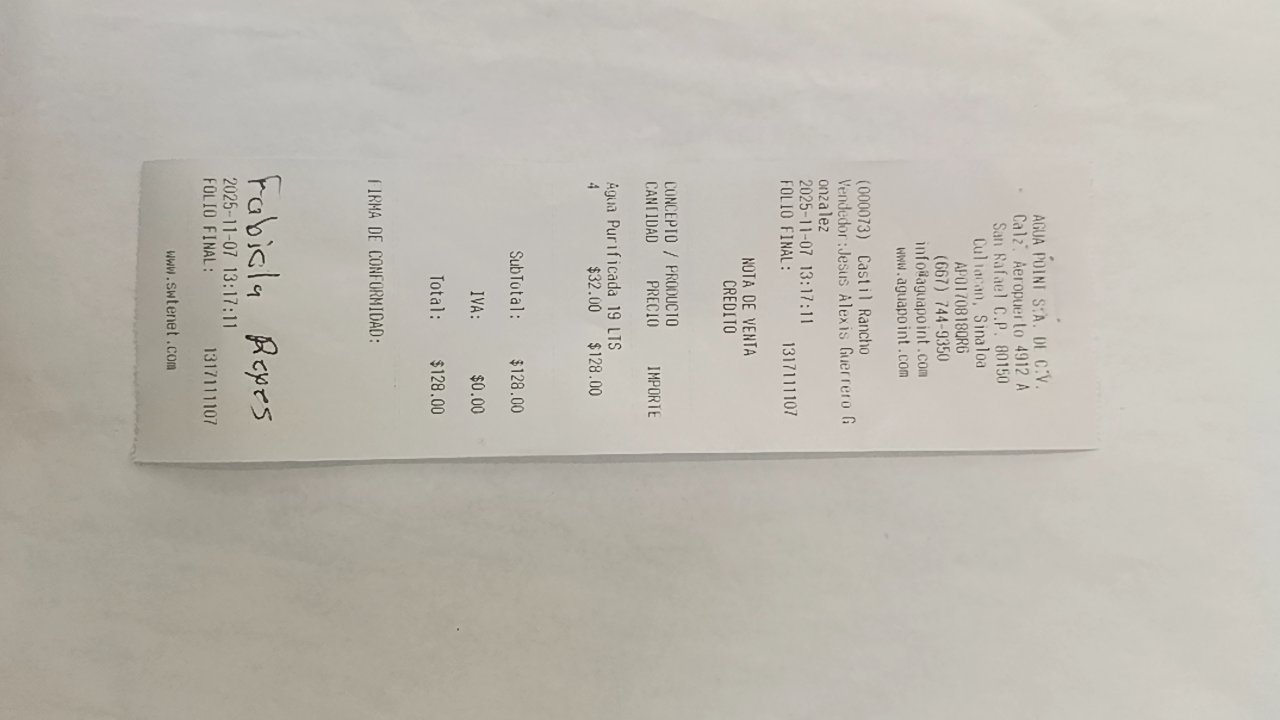 AGUA POINT S.A. DE C.V.
Calz. Aeropuerto 4912 A
San Rafael C.P. 80150
Culiacan, Sinaloa
APO170818QR6
(667) 744-9350
info@aguapoint.com
www.aguapoint.com
(000073) Castil Rancho
Vendedor:Jesus Alexis Guerrero G
onzalez
2025-11-07 13:17:11
FOLIO FINAL: 1317111107
NOTA DE VENTA
CREDITO
CONCEPTO / PRODUCTO
CANTIDAD PRECIO IMPORTE
Agua Purificada 19 LTS
4 $32.00 $128.00
SubTotal: $128.00
IVA: $0.00
Total: $128.00
FIRMA DE CONFORMIDAD:
Fabiola Reyes
2025-11-07 13:17:11
FOLIO FINAL: 1317111107
www.swtenet.com